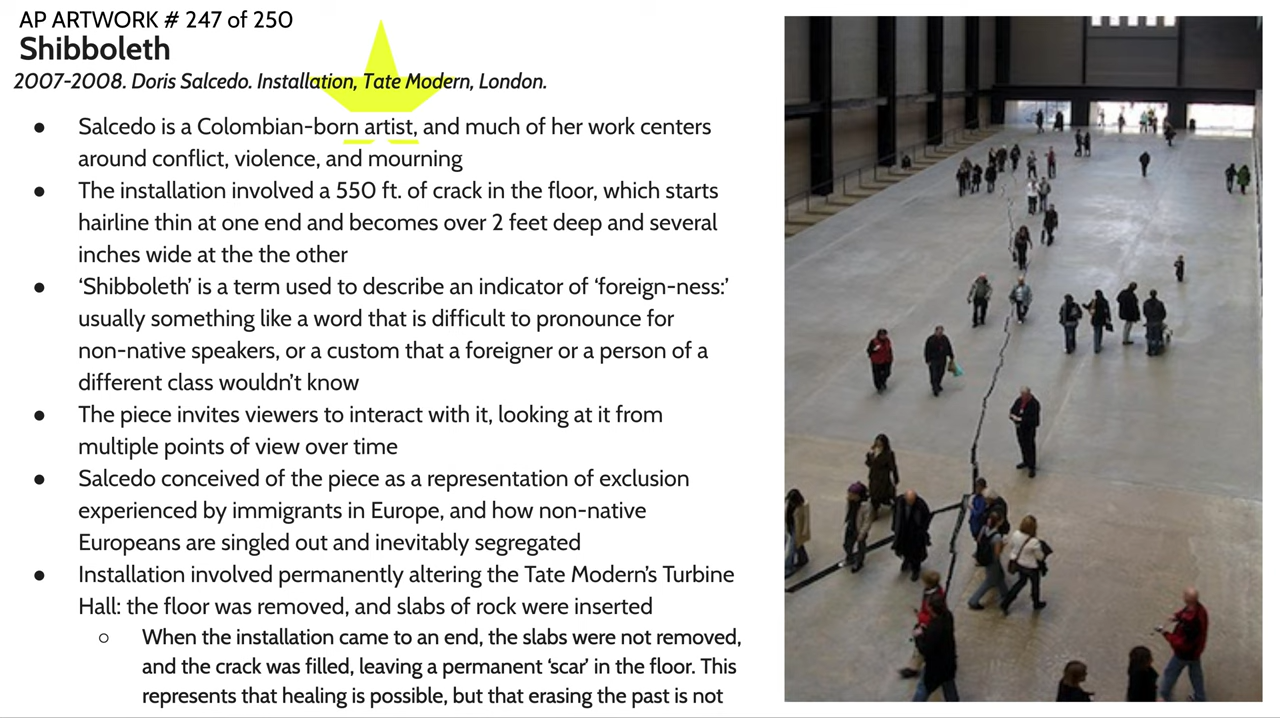 AP ARTWORK # 247 of 250
Shibboleth
2007-2008. Doris Salcedo. Installation, Tate Modern, London.
● Salcedo is a Colombian-born artist, and much of her work centers
around conflict, violence, and mourning
● The installation involved a 550 ft. of crack in the floor, which starts
hairline thin at one end and becomes over 2 feet deep and several
inches wide at the the other
● ‘Shibboleth’ is a term used to describe an indicator of ‘foreign-ness:’
usually something like a word that is difficult to pronounce for
non-native speakers, or a custom that a foreigner or a person of a
different class wouldn’t know
● The piece invites viewers to interact with it, looking at it from
multiple points of view over time
● Salcedo conceived of the piece as a representation of exclusion
experienced by immigrants in Europe, and how non-native
Europeans are singled out and inevitably segregated
● Installation involved permanently altering the Tate Modern’s Turbine
Hall: the floor was removed, and slabs of rock were inserted
○ When the installation came to an end, the slabs were not removed,
and the crack was filled, leaving a permanent ‘scar’ in the floor. This
represents that healing is possible, but that erasing the past is not